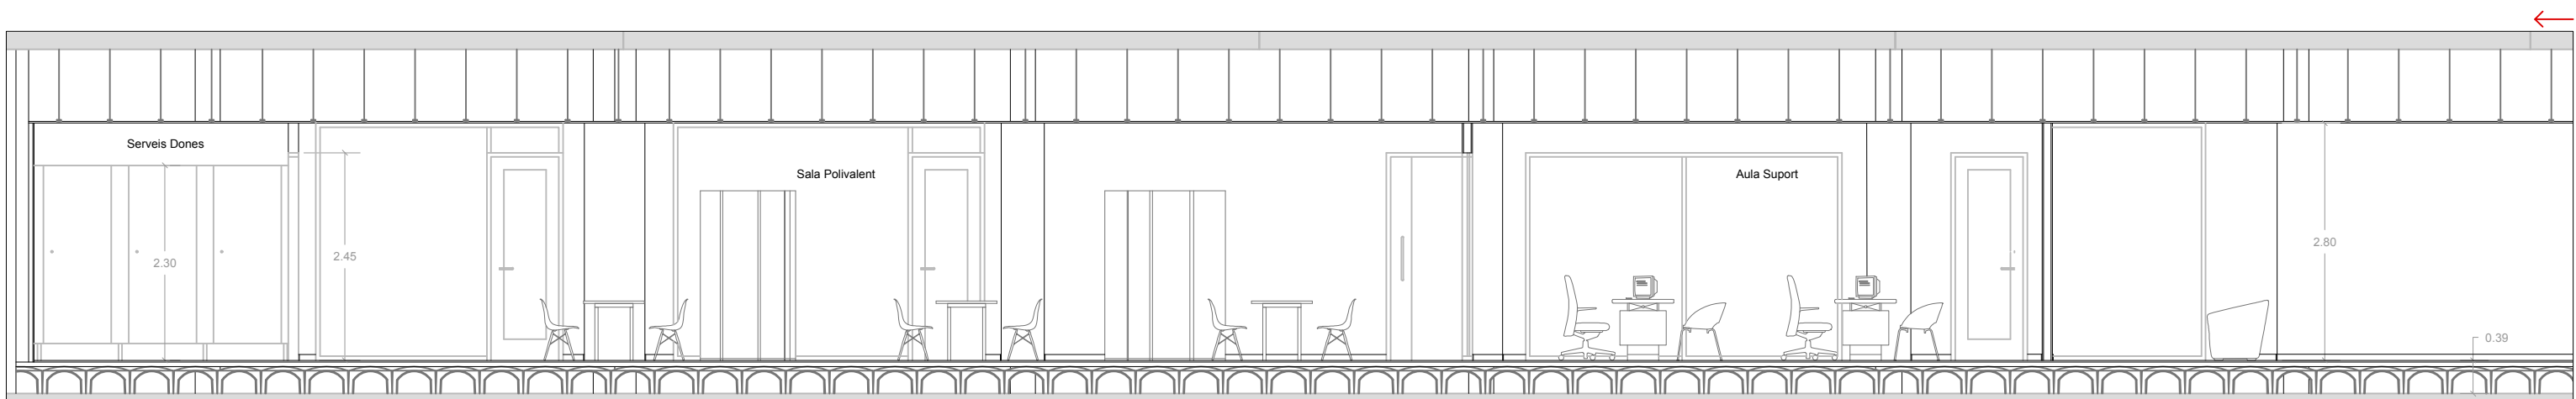 Serveis Dones
Sala Polivalent
Aula Suport
2.30
2.45
2.80
0.39